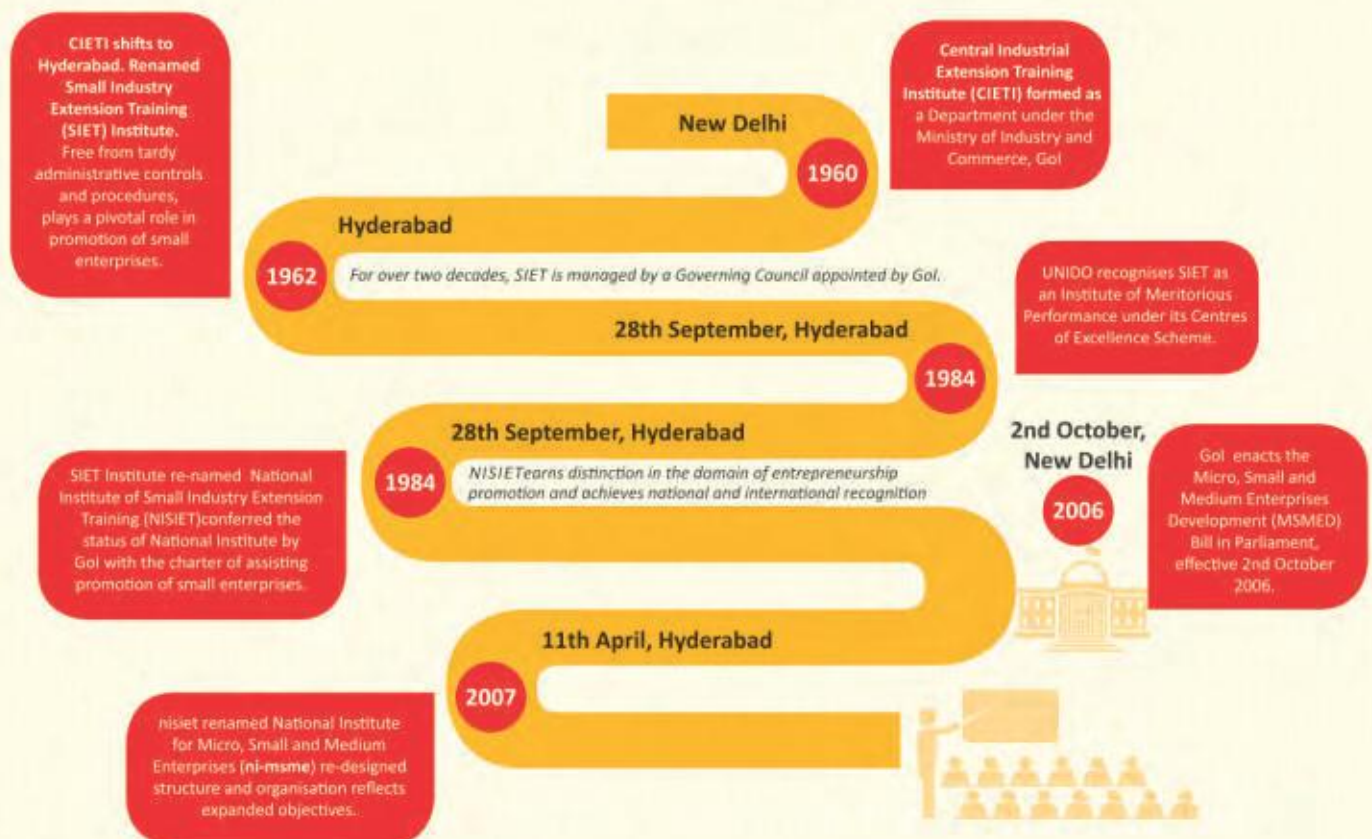 New Delhi
1960
Central Industrial
Extension Training
Institute (CIETI) formed as
a Department under the
Ministry of Industry and
Commerce, GoI
CIETI shifts to
Hyderabad. Renamed
Small Industry
Extension Training
(SIET) Institute.
Free from tardy
administrative controls
and procedures,
plays a pivotal role in
promotion of small
enterprises.
Hyderabad
1962
For over two decades, SIET is managed by a Governing Council appointed by GoI.
28th September, Hyderabad
1984
UNIDO recognises SIET as
an Institute of Meritorious
Performance under its Centres
of Excellence Scheme.
28th September, Hyderabad
1984
NISIETearns distinction in the domain of entrepreneurship
promotion and achieves national and international recognition
SIET Institute re-named National
Institute of Small Industry Extension
Training (NISIET)conferred the
status of National Institute by
GoI with the charter of assisting
promotion of small enterprises.
2nd October,
New Delhi
2006
GoI enacts the
Micro, Small and
Medium Enterprises
Development (MSMED)
Bill in Parliament,
effective 2nd October
2006.
11th April, Hyderabad
2007
nisiet renamed National Institute
for Micro, Small and Medium
Enterprises (ni-msme) re-designed
structure and organisation reflects
expanded objectives.